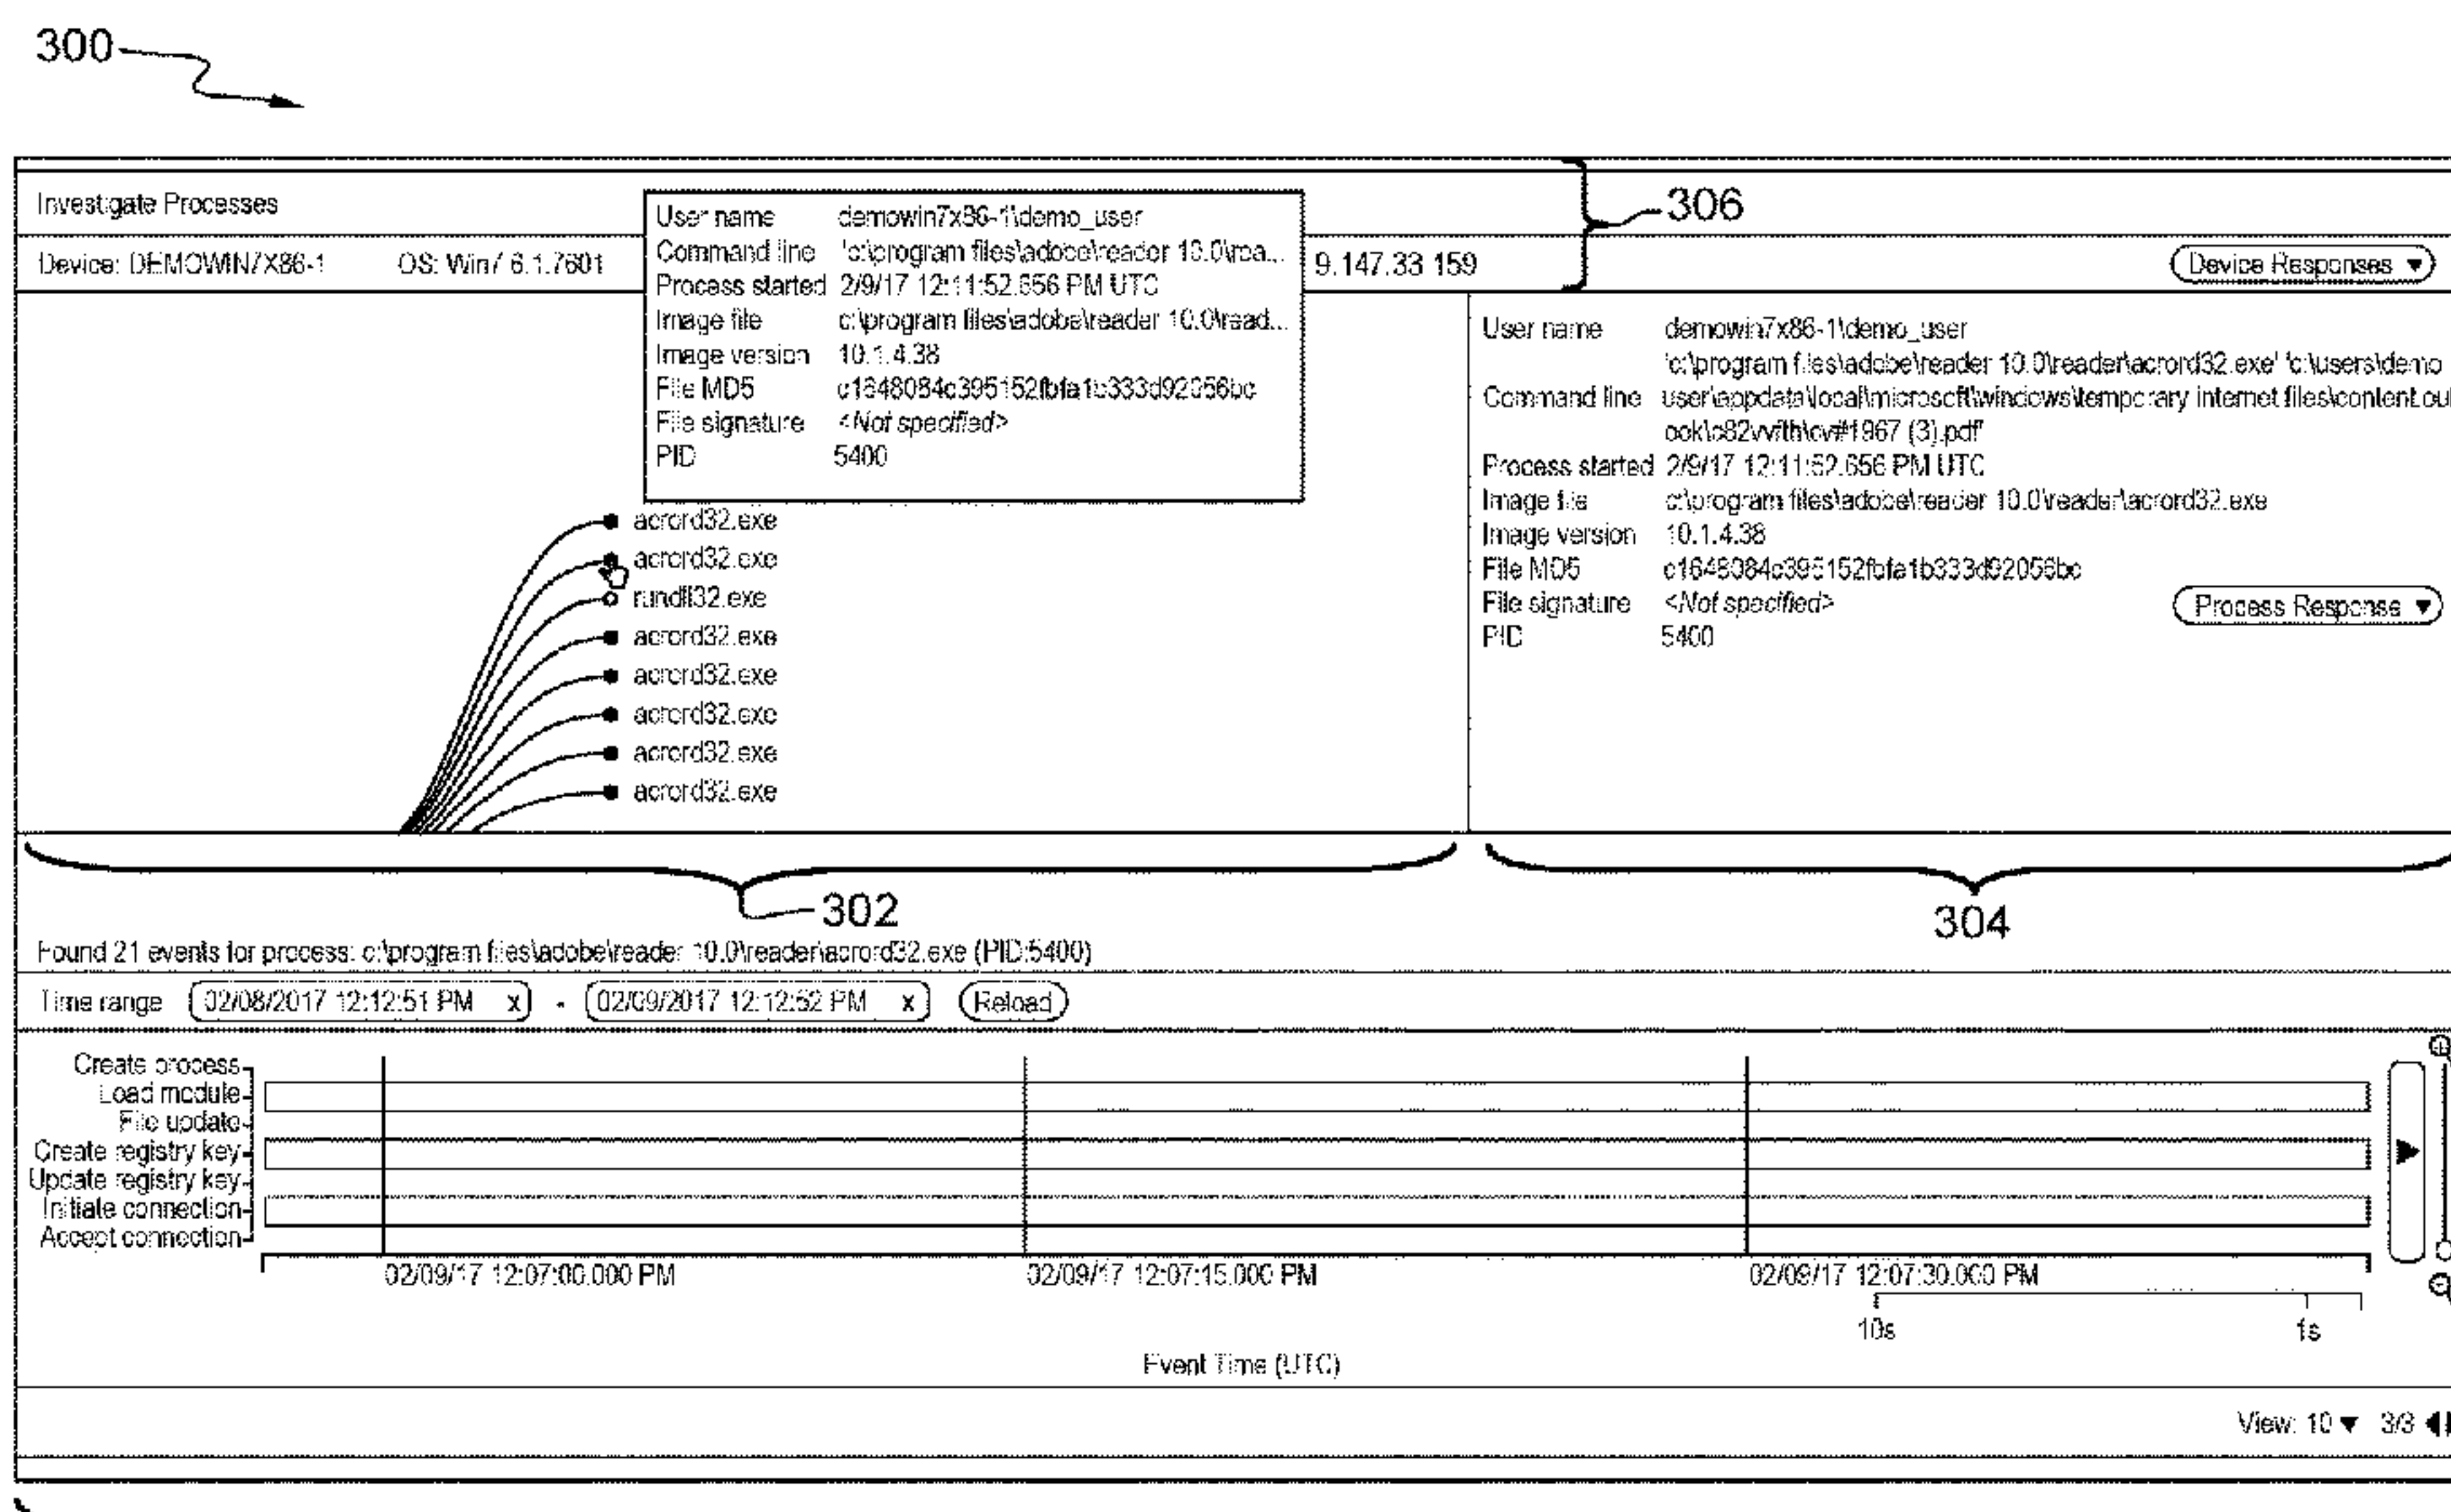 300
306
Investigate Processes
Device: DEMOWIN7X86-1 OS: Win7 6.1.7601 9.147.33 159 Device Responses
User name demowin7x86-1\demo_user
Command line 'c:\program files\adobe\reader 10.0\rea...
Process started 2/9/17 12:11:52.656 PM UTC
Image file c:\program files\adobe\reader 10.0\read...
Image version 10.1.4.38
File MD5 c1648084c395152fbfa1b333d92056bc
File signature <Not specified>
PID 5400
acrord32.exe
acrord32.exe
rundll32.exe
acrord32.exe
acrord32.exe
acrord32.exe
acrord32.exe
acrord32.exe
User name demowin7x86-1\demo_user
'c:\program files\adobe\reader 10.0\reader\acrord32.exe' 'c:\users\demo
Command line user\appdata\local\microsoft\windows\temporary internet files\content.outl
(3).pdf'
Process started 2/9/17 12:11:52.656 PM UTC
Image file c:\program files\adobe\reader 10.0\reader\acrord32.exe
Image version 10.1.4.38
File MD5 c1648084c395152fbfa1b333d92056bc
File signature <Not specified> Process Response
PID 5400
302
304
Found 21 events for process: c:\program files\adobe\reader 10.0\reader\acrord32.exe (PID:5400)
Time range 02/08/2017 12:12:51 PM x - 02/09/2017 12:12:52 PM x Reload
Create process
Load module
File update
Create registry key
Update registry key
Initiate connection
Accept connection
02/09/17 12:07:00.000 PM 02/09/17 12:07:15.000 PM 02/09/17 12:07:30.000 PM
10s 1s
Event Time (UTC)
View: 10 3/3